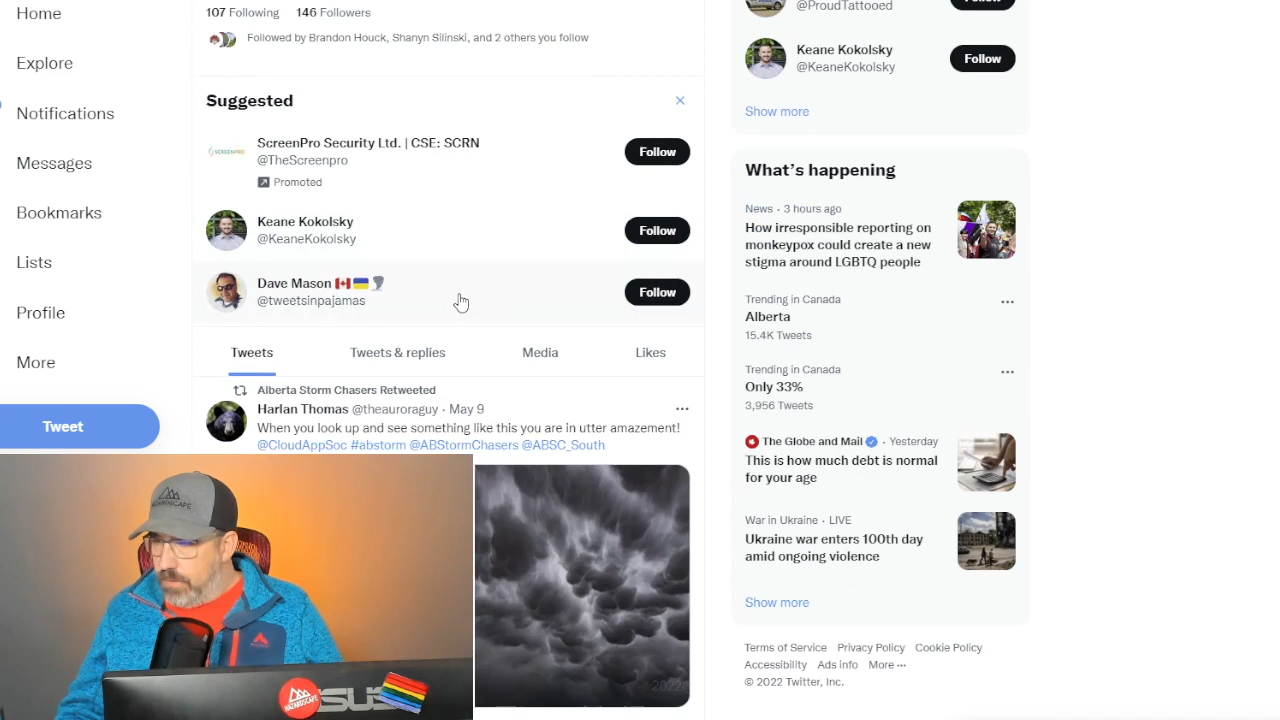 Home
Explore
Notifications
Messages
Bookmarks
Lists
Profile
More
Tweet
107 Following 146 Followers
Followed by Brandon Houck, Shanyn Silinski, and 2 others you follow
Suggested
ScreenPro Security Ltd. | CSE: SCRN
@TheScreenpro
Promoted
Follow
SCREENPRO
Keane Kokolsky
@KeaneKokolsky
Follow
Dave Mason
@tweetsinpajamas
Follow
Tweets Tweets & replies Media Likes
Alberta Storm Chasers Retweeted
Harlan Thomas @theauroraguy · May 9
When you look up and see something like this you are in utter amazement!
@CloudAppSoc #abstorm @ABStormChasers @ABSC_South
@ProudTattooed
Follow
Keane Kokolsky
@KeaneKokolsky
Follow
Show more
What's happening
News · 3 hours ago
How irresponsible reporting on
monkeypox could create a new
stigma around LGBTQ people
Trending in Canada
Alberta
15.4K Tweets
Trending in Canada
Only 33%
3,956 Tweets
The Globe and Mail · Yesterday
This is how much debt is normal
for your age
War in Ukraine · LIVE
Ukraine war enters 100th day
amid ongoing violence
Show more
Terms of Service Privacy Policy Cookie Policy
Accessibility Ads info More ···
© 2022 Twitter, Inc.